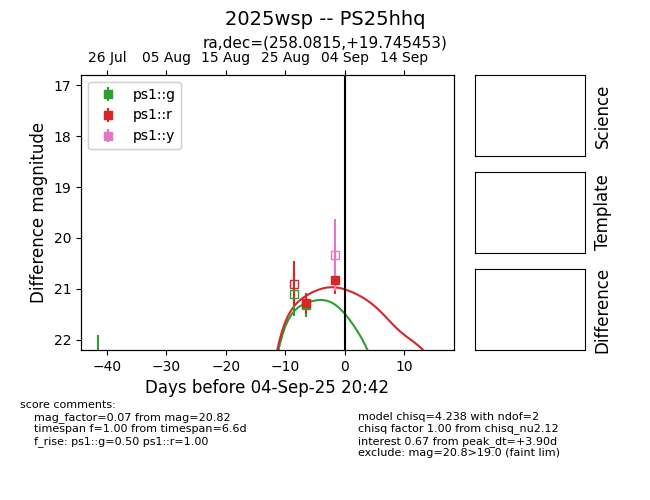 2025wsp -- PS25hhq
ra,dec=(258.0815,+19.745453)
26 Jul 05 Aug 15 Aug 25 Aug 04 Sep 14 Sep
17
18
19
20
21
22
Difference magnitude
ps1::g
ps1::r
ps1::y
−40 −30 −20 −10 0 10
Days before 04-Sep-25 20:42
Science
Template
Difference
score comments:
mag_factor=0.07 from mag=20.82
timespan f=1.00 from timespan=6.6d
f_rise: ps1::g=0.50 ps1::r=1.00
model chisq=4.238 with ndof=2
chisq factor 1.00 from chisq_nu2.12
interest 0.67 from peak_dt=+3.90d
exclude: mag=20.8>19.0 (faint lim)